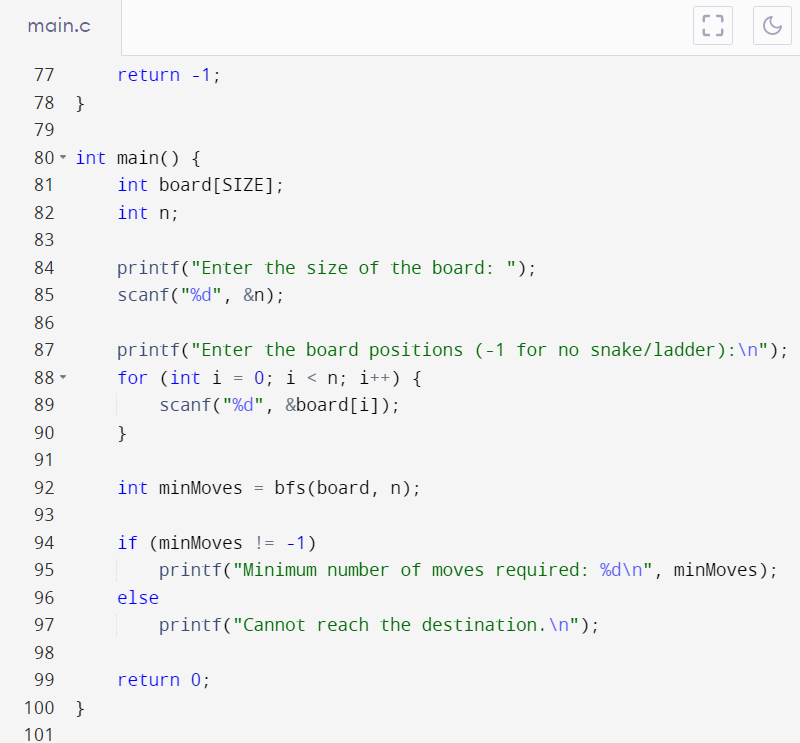 main.c
77     return -1;
78 }
79
80 int main() {
81     int board[SIZE];
82     int n;
83
84     printf("Enter the size of the board: ");
85     scanf("%d", &n);
86
87     printf("Enter the board positions (-1 for no snake/ladder):\n");
88     for (int i = 0; i < n; i++) {
89         scanf("%d", &board[i]);
90     }
91
92     int minMoves = bfs(board, n);
93
94     if (minMoves != -1)
95         printf("Minimum number of moves required: %d\n", minMoves);
96     else
97         printf("Cannot reach the destination.\n");
98
99     return 0;
100 }
101